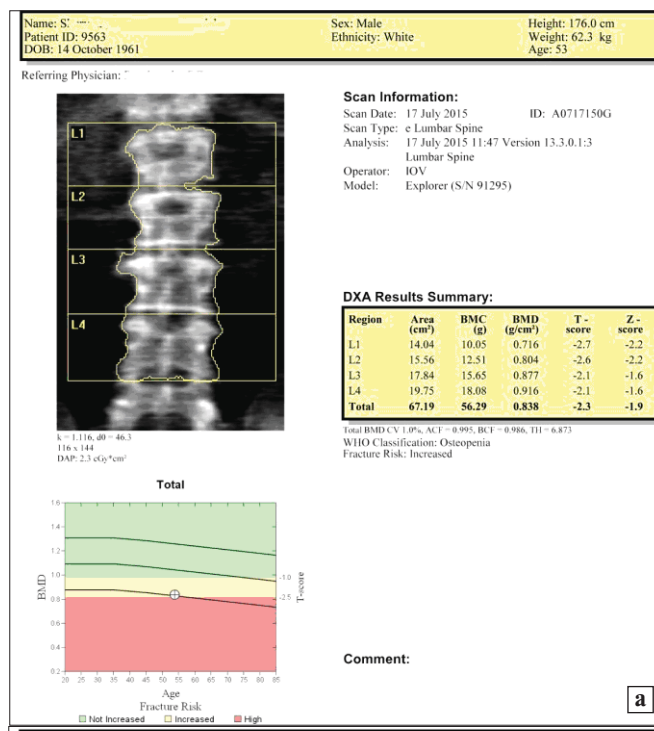 Name: S
Patient ID: 9563
DOB: 14 October 1961
Sex: Male
Ethnicity: White
Height: 176.0 cm
Weight: 62.3 kg
Age: 53
Referring Physician:
L1
L2
L3
L4
k = 1.116, d0 = 46.3
116 x 144
DAP: 2.3 cGy*cm²
Scan Information:
Scan Date: 17 July 2015 ID: A0717150G
Scan Type: e Lumbar Spine
Analysis: 17 July 2015 11:47 Version 13.3.0.1:3
Lumbar Spine
Operator: IOV
Model: Explorer (S/N 91295)
DXA Results Summary:
Region Area (cm²) BMC (g) BMD (g/cm²) T - score Z - score
L1 14.04 10.05 0.716 -2.7 -2.2
L2 15.56 12.51 0.804 -2.6 -2.2
L3 17.84 15.65 0.877 -2.1 -1.6
L4 19.75 18.08 0.916 -2.1 -1.6
Total 67.19 56.29 0.838 -2.3 -1.9
Total BMD CV 1.0%, ACF = 0.995, BCF = 0.986, TH = 6.873
WHO Classification: Osteopenia
Fracture Risk: Increased
Total
1.6
1.4
1.2
1.0
0.8
0.6
0.4
0.2
BMD
-1.0
-2.5
T-score
20 25 30 35 40 45 50 55 60 65 70 75 80 85
Age
Fracture Risk
Not Increased Increased High
Comment:
a